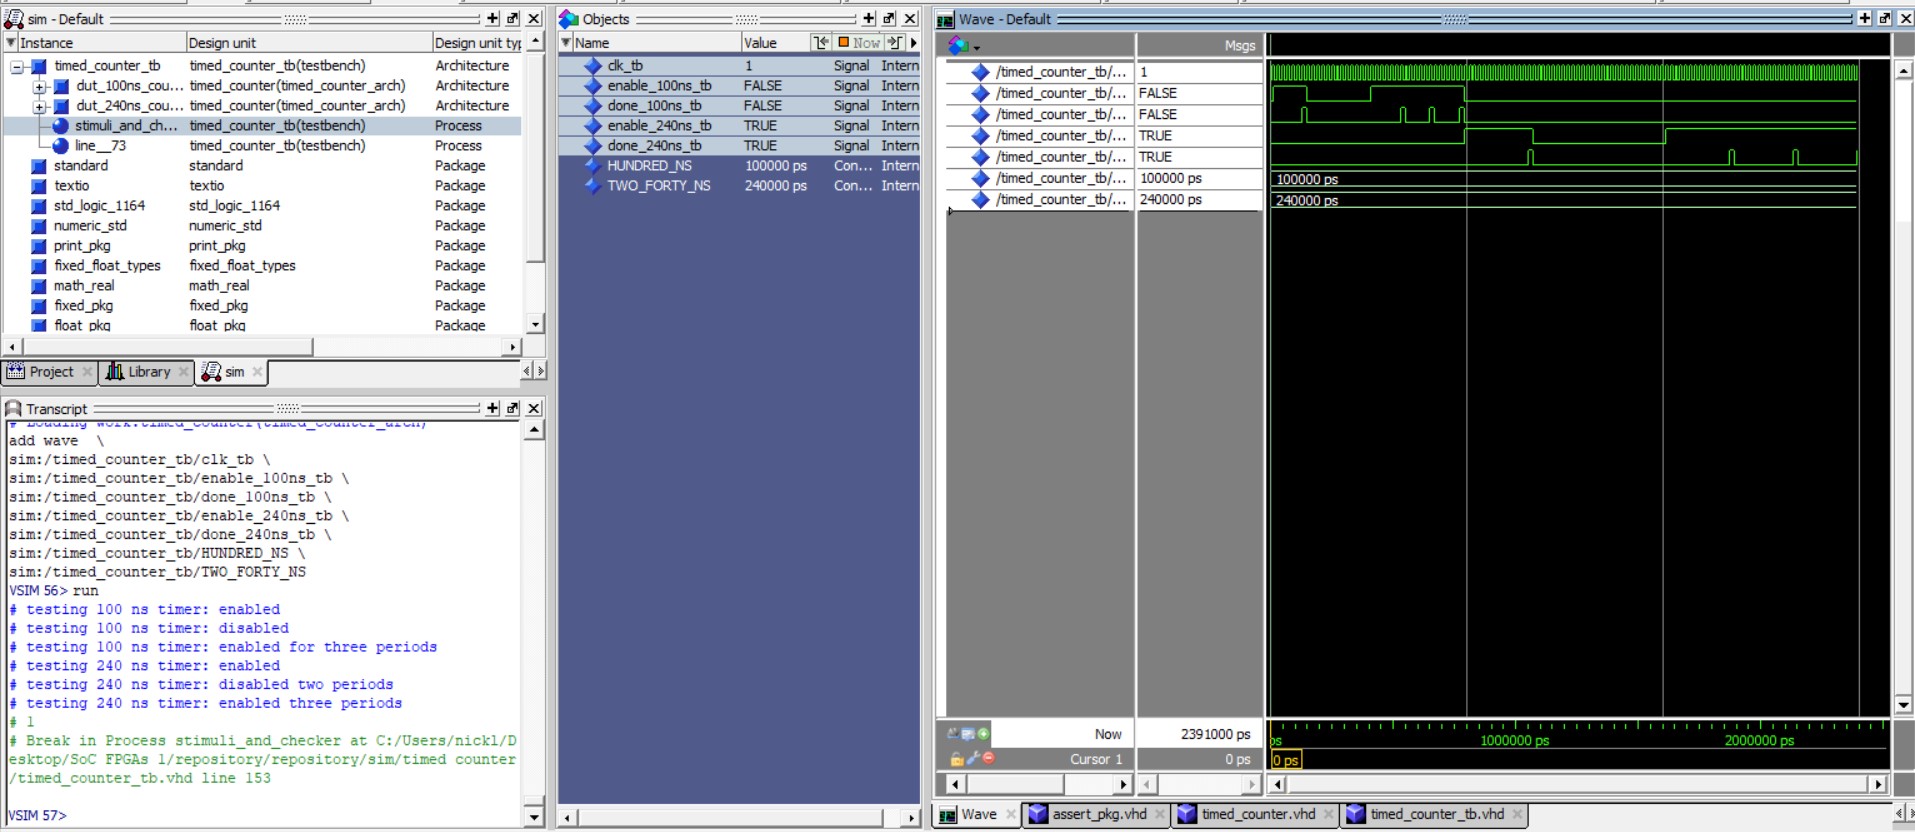 sim - Default
Instance Design unit Design unit typ
timed_counter_tb timed_counter_tb(testbench) Architecture
dut_100ns_cou... timed_counter(timed_counter_arch) Architecture
dut_240ns_cou... timed_counter(timed_counter_arch) Architecture
stimuli_and_ch... timed_counter_tb(testbench) Process
line__73 timed_counter_tb(testbench) Process
standard standard Package
textio textio Package
std_logic_1164 std_logic_1164 Package
numeric_std numeric_std Package
print_pkg print_pkg Package
fixed_float_types fixed_float_types Package
math_real math_real Package
fixed_pkg fixed_pkg Package
float_pkg float_pkg Package
Project Library sim
Transcript
# Loading work.timed_counter(timed_counter_arch)
add wave \
sim:/timed_counter_tb/clk_tb \
sim:/timed_counter_tb/enable_100ns_tb \
sim:/timed_counter_tb/done_100ns_tb \
sim:/timed_counter_tb/enable_240ns_tb \
sim:/timed_counter_tb/done_240ns_tb \
sim:/timed_counter_tb/HUNDRED_NS \
sim:/timed_counter_tb/TWO_FORTY_NS
VSIM 56> run
# testing 100 ns timer: enabled
# testing 100 ns timer: disabled
# testing 100 ns timer: enabled for three periods
# testing 240 ns timer: enabled
# testing 240 ns timer: disabled two periods
# testing 240 ns timer: enabled three periods
# 1
# Break in Process stimuli_and_checker at C:/Users/nickl/D
esktop/SoC FPGAs 1/repository/repository/sim/timed counter
/timed_counter_tb.vhd line 153
VSIM 57>
Objects
Name Value Now
clk_tb 1 Signal Intern
enable_100ns_tb FALSE Signal Intern
done_100ns_tb FALSE Signal Intern
enable_240ns_tb TRUE Signal Intern
done_240ns_tb TRUE Signal Intern
HUNDRED_NS 100000 ps Con... Intern
TWO_FORTY_NS 240000 ps Con... Intern
Wave - Default
Msgs
/timed_counter_tb/... 1
/timed_counter_tb/... FALSE
/timed_counter_tb/... FALSE
/timed_counter_tb/... TRUE
/timed_counter_tb/... TRUE
/timed_counter_tb/... 100000 ps 100000 ps
/timed_counter_tb/... 240000 ps 240000 ps
Now 2391000 ps ps 1000000 ps 2000000 ps
Cursor 1 0 ps 0 ps
Wave assert_pkg.vhd timed_counter.vhd timed_counter_tb.vhd